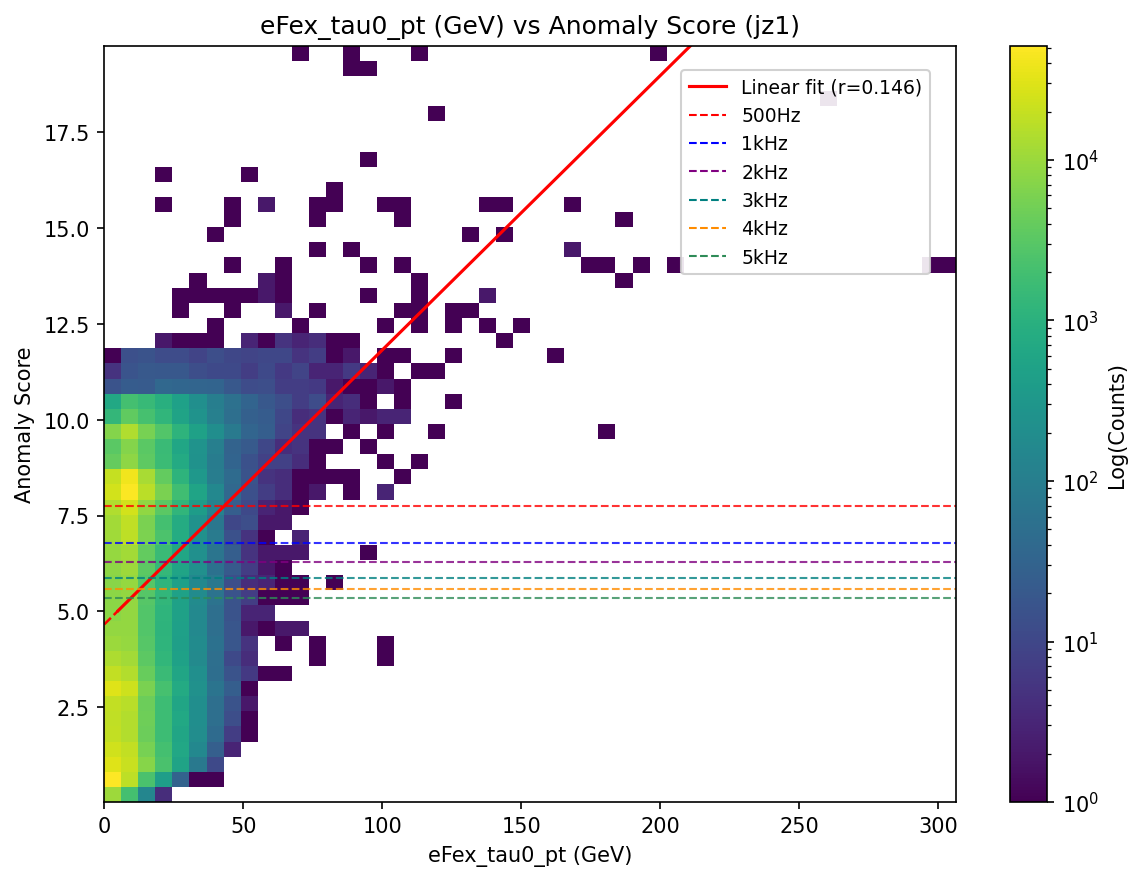 eFex_tau0_pt (GeV) vs Anomaly Score (jz1)
Linear fit (r=0.146)
500Hz
1kHz
2kHz
3kHz
4kHz
5kHz
17.5
15.0
12.5
10.0
7.5
5.0
2.5
Anomaly Score
0
50
100
150
200
250
300
eFex_tau0_pt (GeV)
10^4
10^3
10^2
10^1
10^0
Log(Counts)